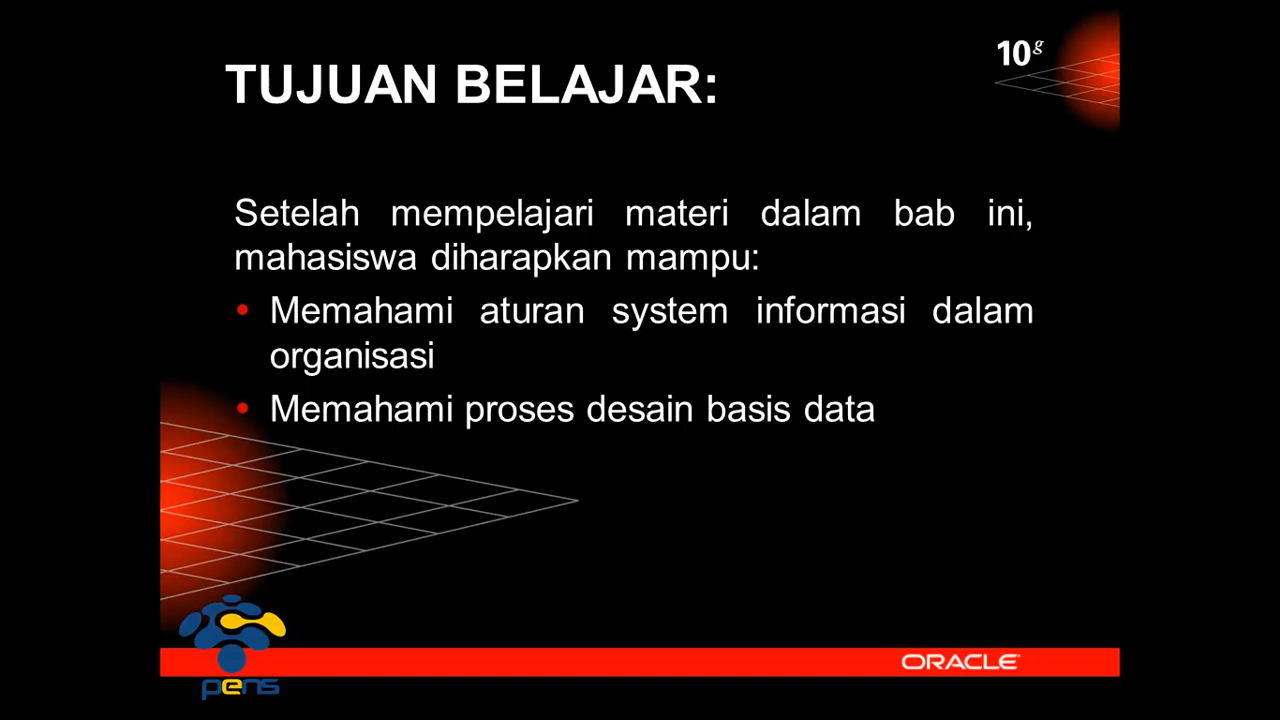 10g
TUJUAN BELAJAR:
Setelah mempelajari materi dalam bab ini,
mahasiswa diharapkan mampu:
• Memahami aturan system informasi dalam
organisasi
• Memahami proses desain basis data
ORACLE
pens